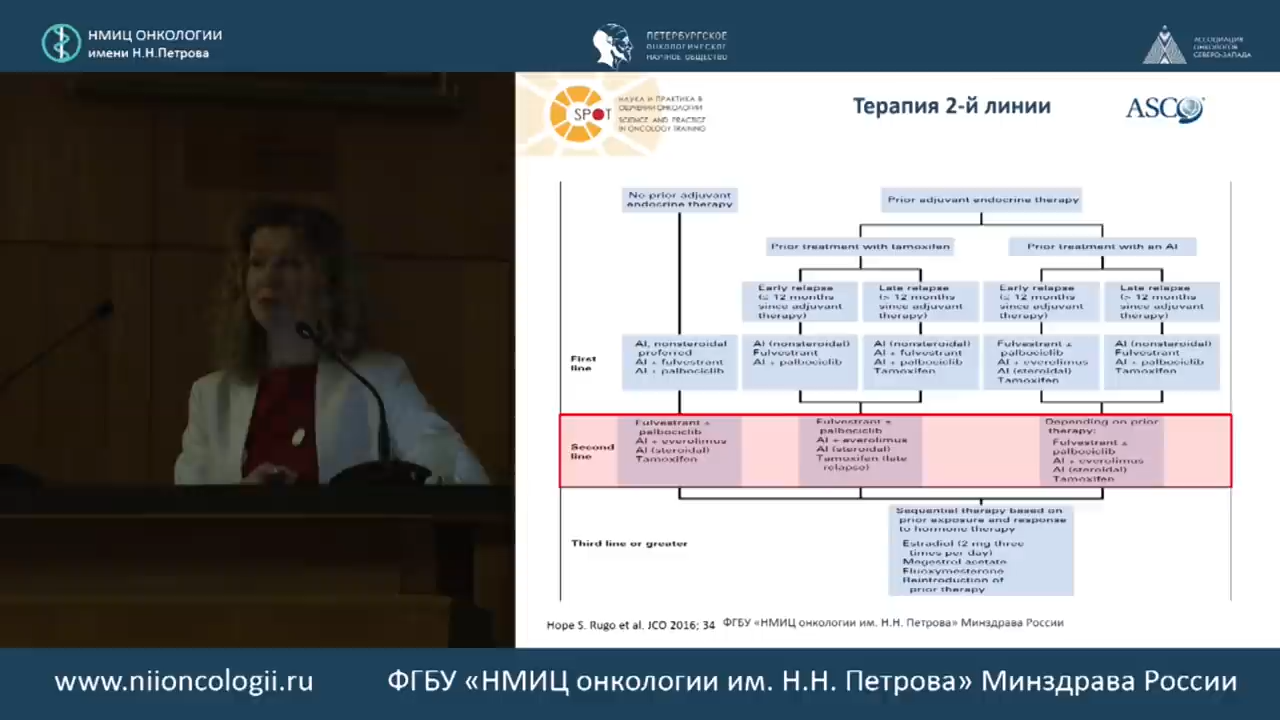 НМИЦ ОНКОЛОГИИ
имени Н.Н.Петрова
ПЕТЕРБУРГСКОЕ
ОНКОЛОГИЧЕСКОЕ
НАУЧНОЕ ОБЩЕСТВО
АССОЦИАЦИЯ
ОНКОЛОГОВ
СЕВЕРО-ЗАПАДА
SPOT
НАУКА И ПРАКТИКА В
ОБУЧЕНИИ ОНКОЛОГИИ
SCIENCE AND PRACTICE
IN ONCOLOGY TRAINING
Терапия 2-й линии
ASCO
No prior adjuvant
endocrine therapy
Prior adjuvant endocrine therapy
Prior treatment with tamoxifen
Prior treatment with an AI
Early relapse
(≤ 12 months
since adjuvant
therapy)
Late relapse
(> 12 months
since adjuvant
therapy)
Early relapse
(≤ 12 months
since adjuvant
therapy)
Late relapse
(> 12 months
since adjuvant
therapy)
First
line
AI, nonsteroidal
preferred
AI + fulvestrant
AI + palbociclib
AI (nonsteroidal)
Fulvestrant
AI + palbociclib
AI (nonsteroidal)
AI + fulvestrant
AI + palbociclib
Tamoxifen
Fulvestrant ±
palbociclib
AI + everolimus
AI (steroidal)
Tamoxifen
AI (nonsteroidal)
Fulvestrant
AI + palbociclib
Tamoxifen
Second
line
Fulvestrant ±
palbociclib
AI + everolimus
AI (steroidal)
Tamoxifen
Fulvestrant ±
palbociclib
AI + everolimus
AI (steroidal)
Tamoxifen (late
relapse)
Depending on prior
therapy:
Fulvestrant ±
palbociclib
AI + everolimus
AI (steroidal)
Tamoxifen
Third line or greater
Sequential therapy based on
prior exposure and response
to hormone therapy
Estradiol (2 mg three
times per day)
Megestrol acetate
Fluoxymesterone
Reintroduction of
prior therapy
Hope S. Rugo et al. JCO 2016; 34
ФГБУ «НМИЦ онкологии им. Н.Н. Петрова» Минздрава России
www.niioncologii.ru
ФГБУ «НМИЦ онкологии им. Н.Н. Петрова» Минздрава России